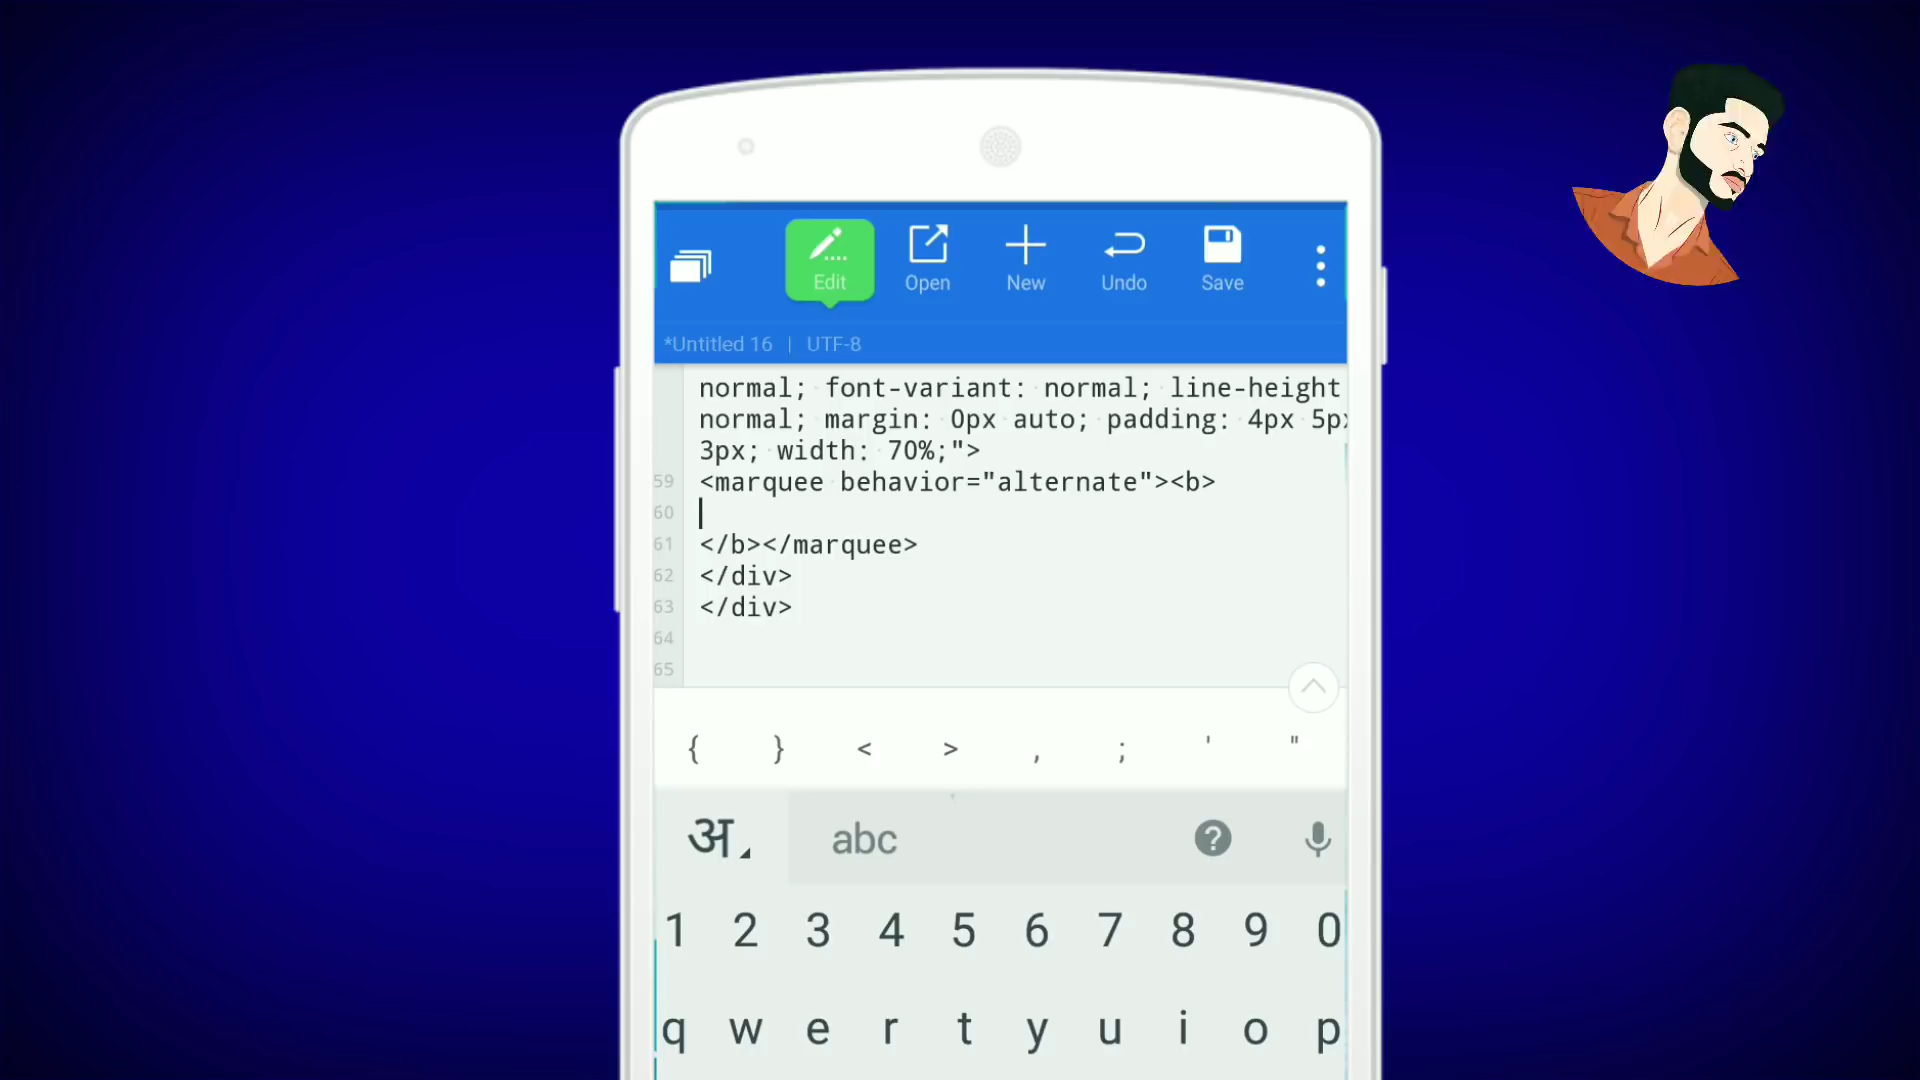 Edit Open New Undo Save
*Untitled 16 | UTF-8
normal; font-variant: normal; line-height
normal; margin: 0px auto; padding: 4px 5px
3px; width: 70%;">
59 <marquee behavior="alternate"><b>
60
61 </b></marquee>
62 </div>
63 </div>
64
65
{ } < > , ; ' "
अ abc ?
1 2 3 4 5 6 7 8 9 0
q w e r t y u i o p